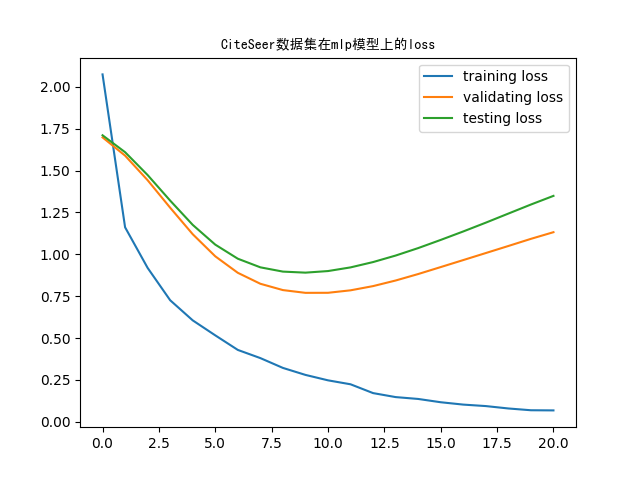 CiteSeer数据集在mlp模型上的loss
training loss
validating loss
testing loss
2.00
1.75
1.50
1.25
1.00
0.75
0.50
0.25
0.00
0.0 2.5 5.0 7.5 10.0 12.5 15.0 17.5 20.0